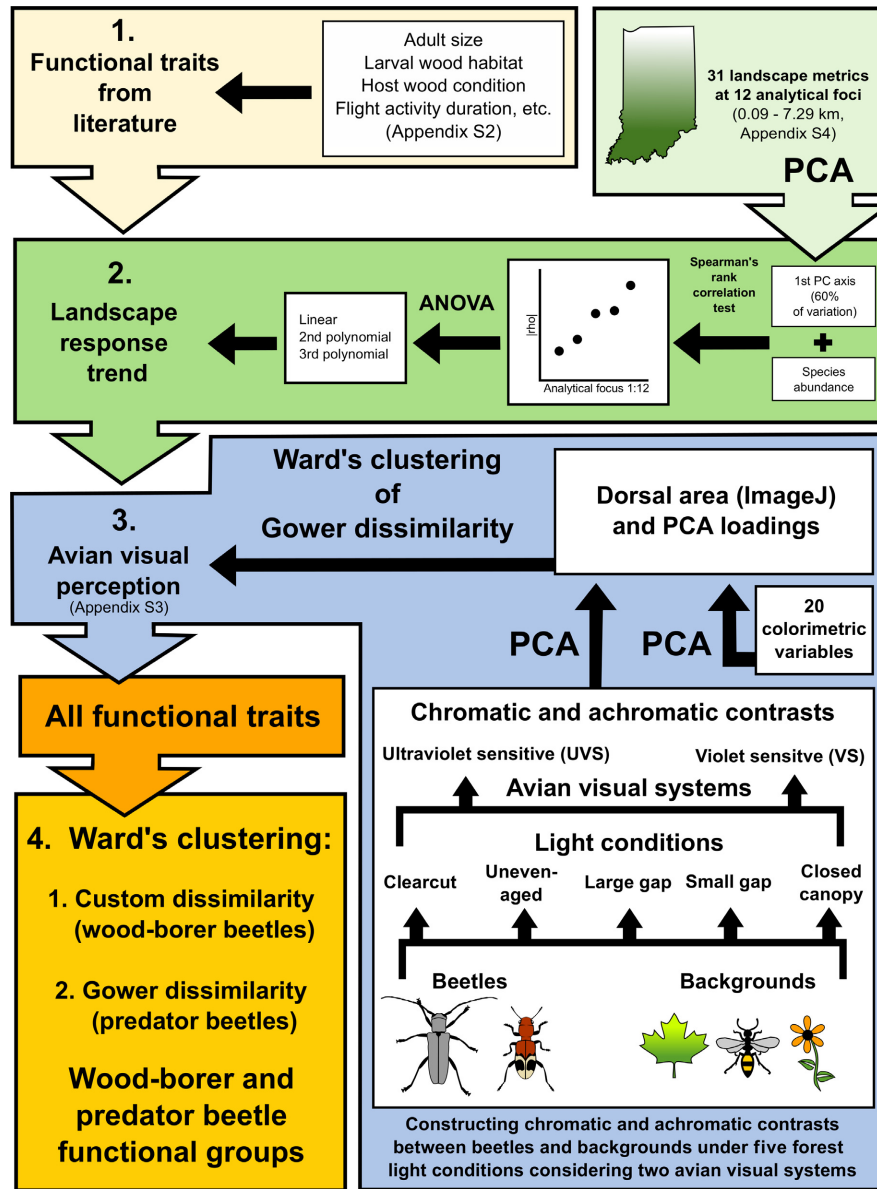 1.
Functional traits
from
literature
Adult size
Larval wood habitat
Host wood condition
Flight activity duration, etc.
(Appendix S2)
31 landscape metrics
at 12 analytical foci
(0.09 - 7.29 km,
Appendix S4)
PCA
2.
Landscape
response
trend
Linear
2nd polynomial
3rd polynomial
ANOVA
|rho|
Analytical focus 1:12
Spearman's
rank
correlation
test
1st PC axis
(60%
of variation)
+
Species
abundance
3.
Avian visual
perception
(Appendix S3)
Ward's clustering
of
Gower dissimilarity
Dorsal area (ImageJ)
and PCA loadings
PCA
PCA
20
colorimetric
variables
All functional traits
4. Ward's clustering:
1. Custom dissimilarity
(wood-borer beetles)
2. Gower dissimilarity
(predator beetles)
Wood-borer and
predator beetle
functional groups
Chromatic and achromatic contrasts
Ultraviolet sensitive (UVS)
Violet sensitve (VS)
Avian visual systems
Light conditions
Clearcut
Uneven-
aged
Large gap
Small gap
Closed
canopy
Beetles
Backgrounds
Constructing chromatic and achromatic contrasts
between beetles and backgrounds under five forest
light conditions considering two avian visual systems